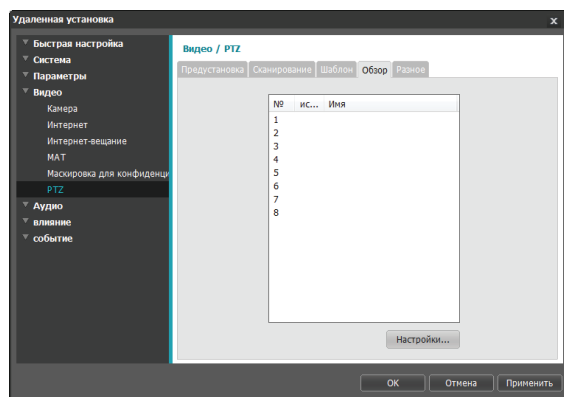 Удаленная установка x
Быстрая настройка
Система
Параметры
Видео
Камера
Интернет
Интернет-вещание
MAT
Маскировка для конфиденци
PTZ
Аудио
влияние
событие
Видео / PTZ
Предустановка Сканирование Шаблон Обзор Разное
№ ис... Имя
1
2
3
4
5
6
7
8
Настройки...
OK Отмена Применить